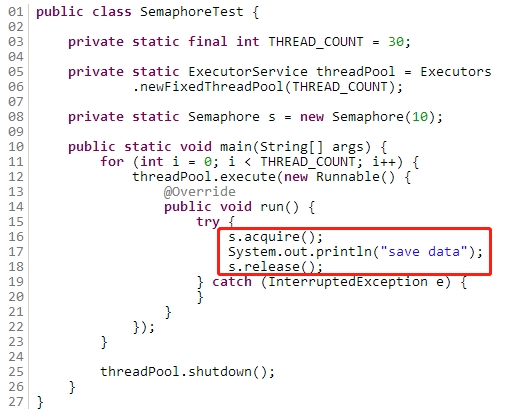 01 public class SemaphoreTest {
02
03     private static final int THREAD_COUNT = 30;
04
05     private static ExecutorService threadPool = Executors
06             .newFixedThreadPool(THREAD_COUNT);
07
08     private static Semaphore s = new Semaphore(10);
09
10     public static void main(String[] args) {
11         for (int i = 0; i < THREAD_COUNT; i++) {
12             threadPool.execute(new Runnable() {
13                 @Override
14                 public void run() {
15                     try {
16                         s.acquire();
17                         System.out.println("save data");
18                         s.release();
19                     } catch (InterruptedException e) {
20                     }
21                 }
22             });
23         }
24
25         threadPool.shutdown();
26     }
27 }